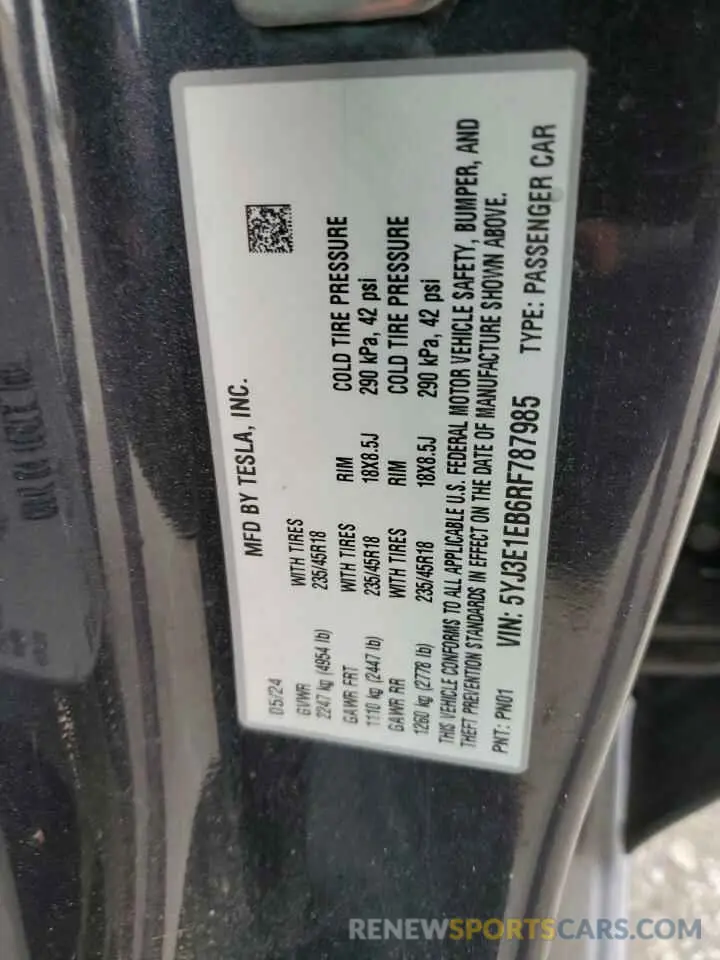 MFD BY TESLA, INC.
05/24
GVWR WITH TIRES
2247 kg (4954 lb) 235/45R18
GAWR FRT WITH TIRES RIM COLD TIRE PRESSURE
1110 kg (2447 lb) 235/45R18 18X8.5J 290 kPa, 42 psi
GAWR RR WITH TIRES RIM COLD TIRE PRESSURE
1260 kg (2778 lb) 235/45R18 18X8.5J 290 kPa, 42 psi
THIS VEHICLE CONFORMS TO ALL APPLICABLE U.S. FEDERAL MOTOR VEHICLE SAFETY, BUMPER, AND
THEFT PREVENTION STANDARDS IN EFFECT ON THE DATE OF MANUFACTURE SHOWN ABOVE.
PNT: PN01 VIN: 5YJ3E1EB6RF787985 TYPE: PASSENGER CAR
RENEWSPORTSCARS.COM